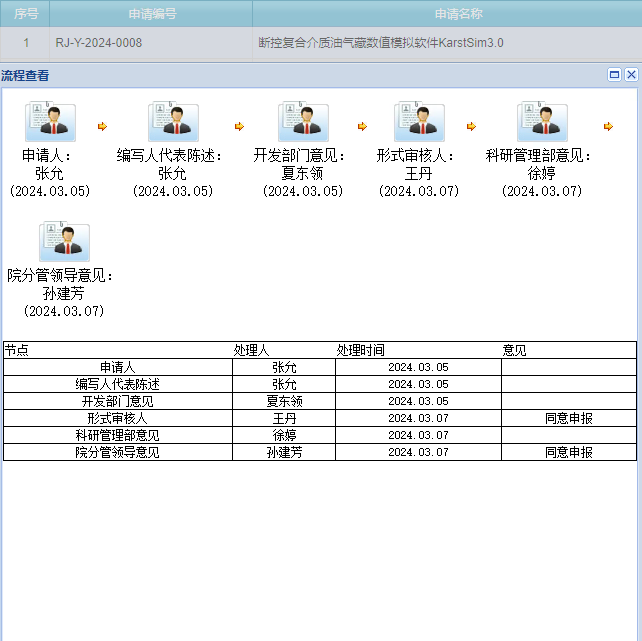 序号 申请编号 申请名称
1 RJ-Y-2024-0008 断控复合介质油气藏数值模拟软件KarstSim3.0
流程查看
申请人： 编写人代表陈述： 开发部门意见： 形式审核人： 科研管理部意见：
张允 张允 夏东领 王丹 徐婷
(2024.03.05) (2024.03.05) (2024.03.05) (2024.03.07) (2024.03.07)
院分管领导意见：
孙建芳
(2024.03.07)
节点 处理人 处理时间 意见
申请人 张允 2024.03.05
编写人代表陈述 张允 2024.03.05
开发部门意见 夏东领 2024.03.05
形式审核人 王丹 2024.03.07 同意申报
科研管理部意见 徐婷 2024.03.07
院分管领导意见 孙建芳 2024.03.07 同意申报